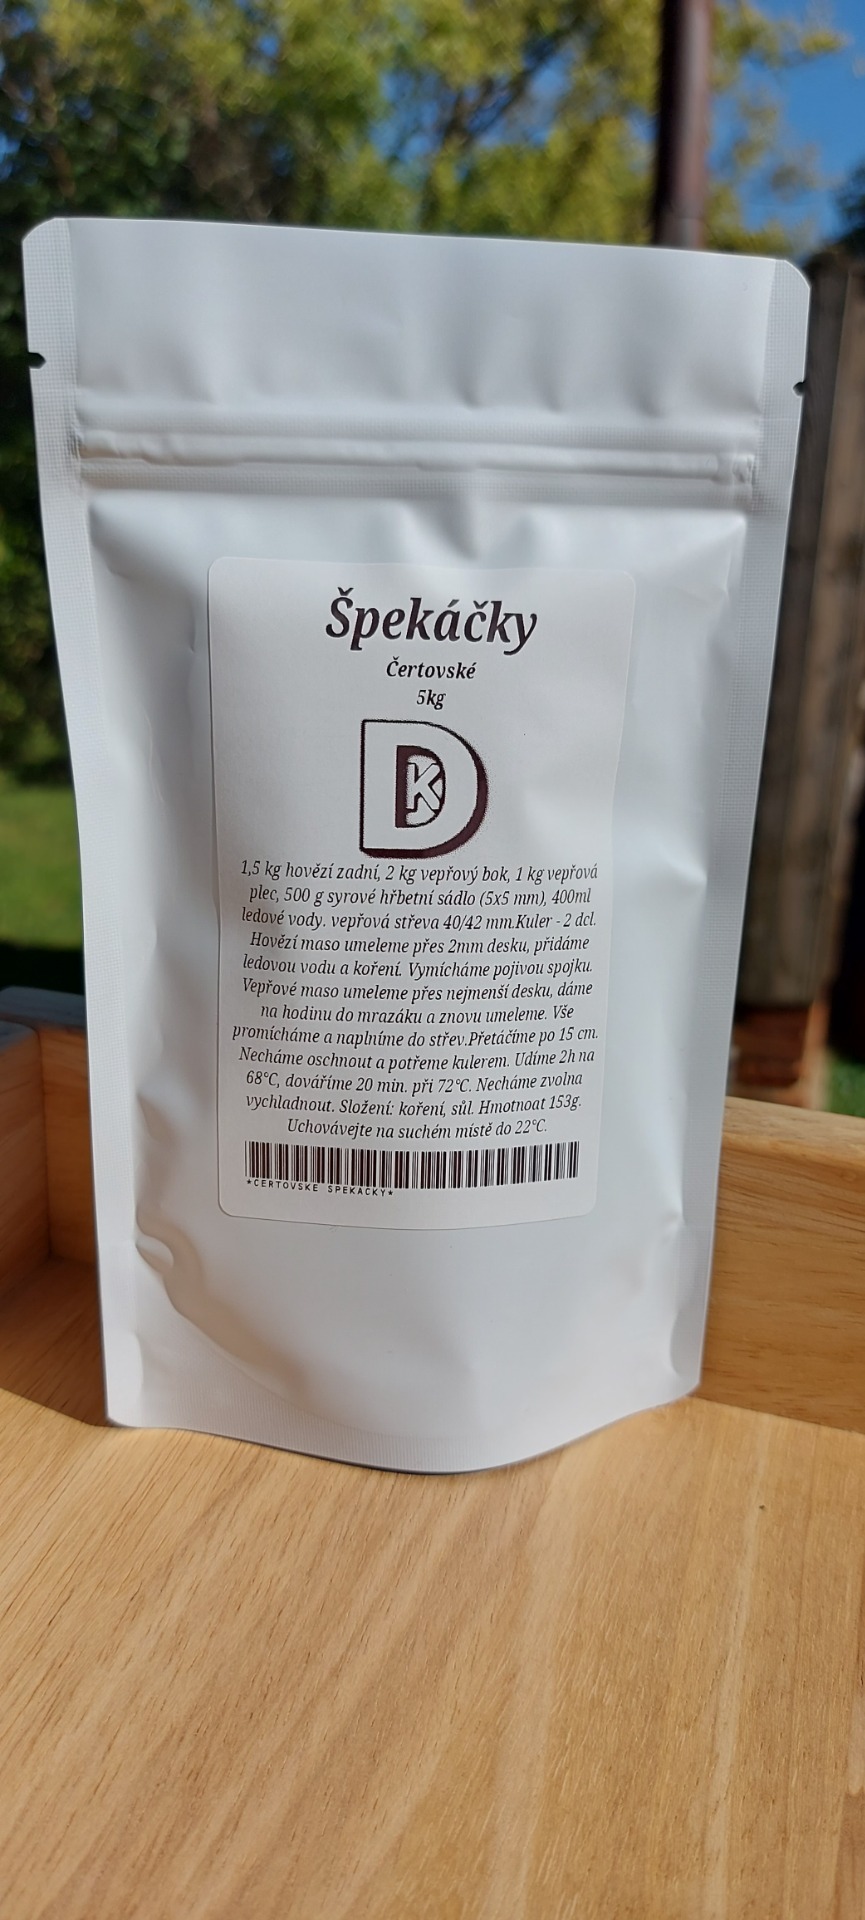 Špekáčky
Čertovské
5kg
DK
1,5 kg hovězí zadní, 2 kg vepřový bok, 1 kg vepřová
plec, 500 g syrové hřbetní sádlo (5x5 mm), 400ml
ledové vody. vepřová střeva 40/42 mm.Kuler - 2 dcl.
Hovězí maso umeleme přes 2mm desku, přidáme
ledovou vodu a koření. Vymícháme pojivou spojku.
Vepřové maso umeleme přes nejmenší desku, dáme
na hodinu do mrazáku a znovu umeleme. Vše
promícháme a naplníme do střev.Přetáčíme po 15 cm.
Necháme oschnout a potřeme kulerem. Udíme 2h na
68°C, dováříme 20 min. při 72°C. Necháme zvolna
vychladnout. Složení: koření, sůl. Hmotnoat 153g.
Uchovávejte na suchém místě do 22°C.
*CERTOVSKE SPEKACKY*